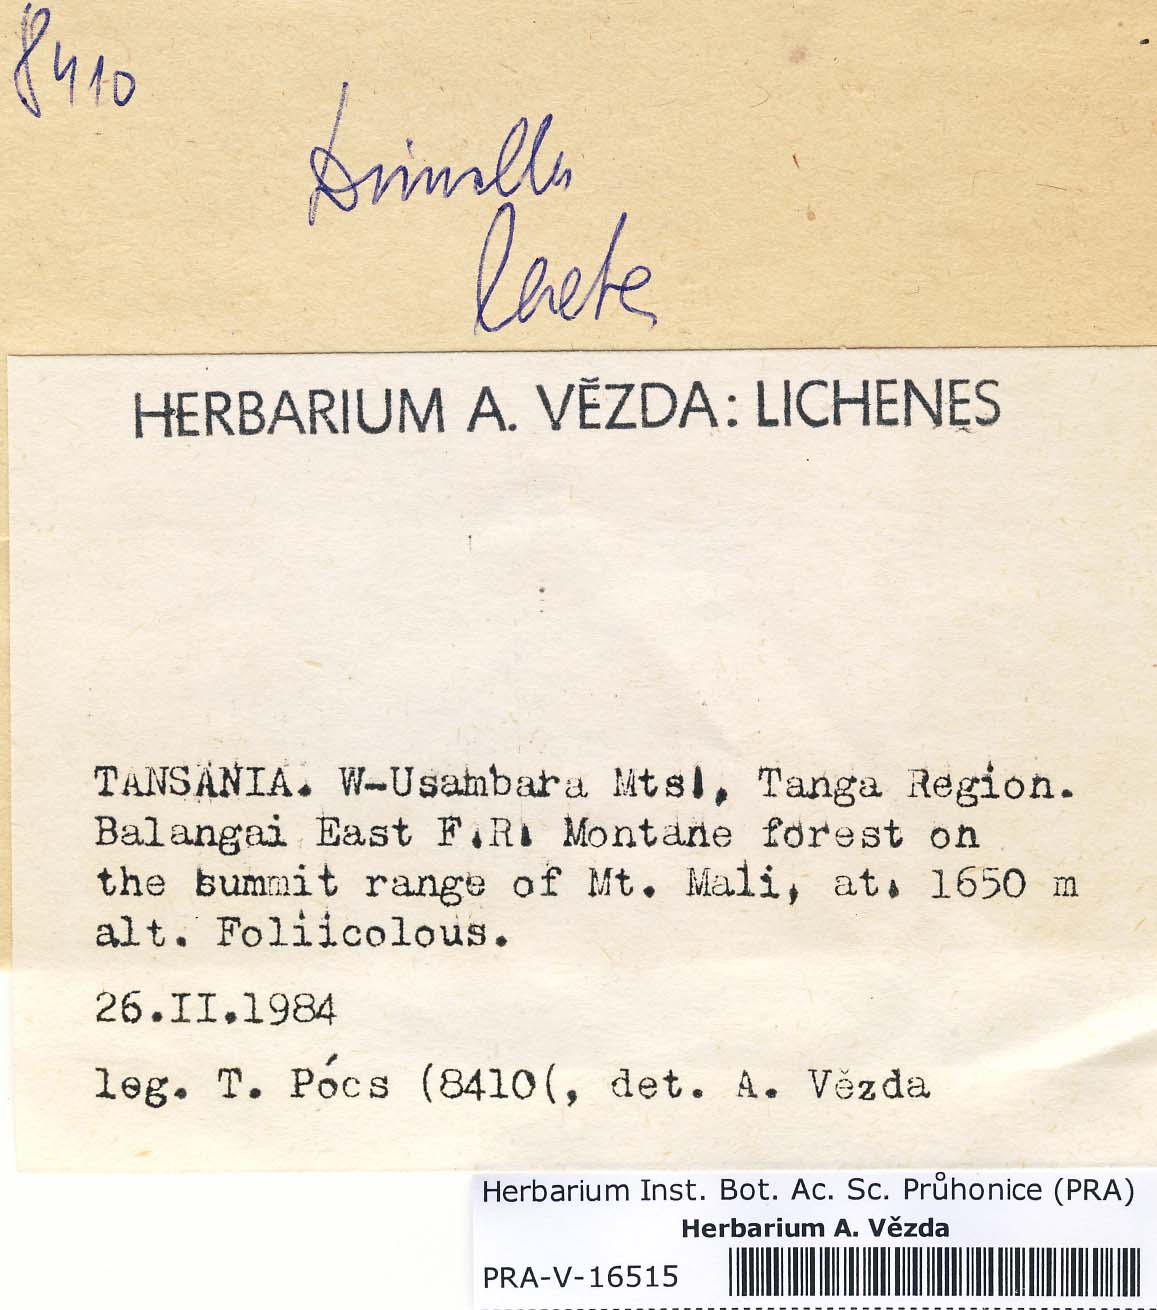 8410
Dimerella
HERBARIUM A. VĚZDA: LICHENES
TANSANIA. W-Usambara Mts., Tanga Region.
Balangai East F.R. Montane forest on
the summit range of Mt. Mali, at. 1650 m
alt. Foliicolous.
26.II.1984
leg. T. Pócs (8410(, det. A. Vězda
Herbarium Inst. Bot. Ac. Sc. Průhonice (PRA)
Herbarium A. Vězda
PRA-V-16515